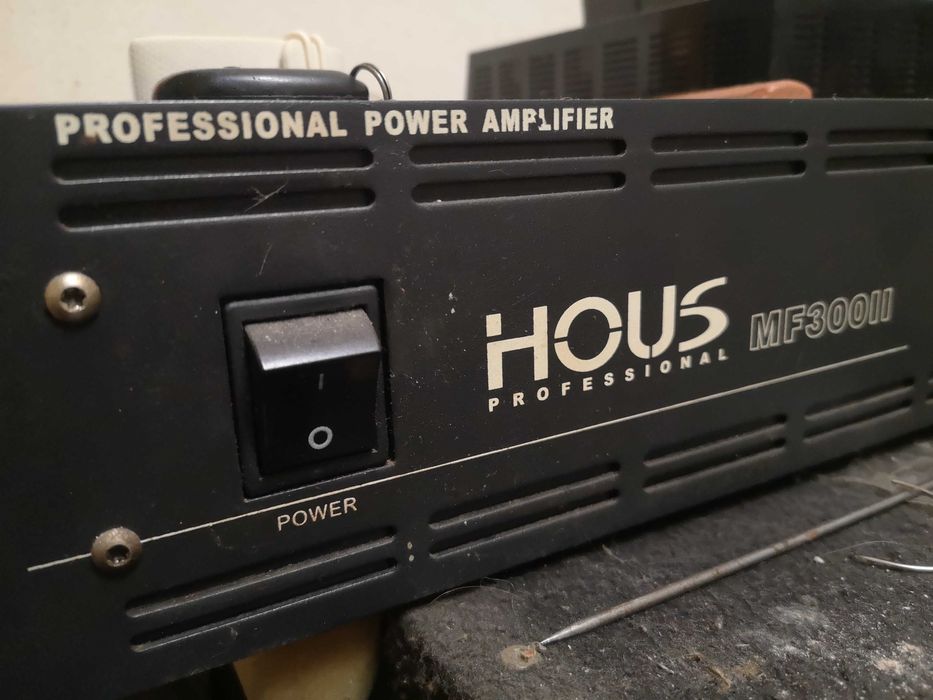 PROFESSIONAL POWER AMPLIFIER
HOUS MF300II
PROFESSIONAL
I
O
POWER